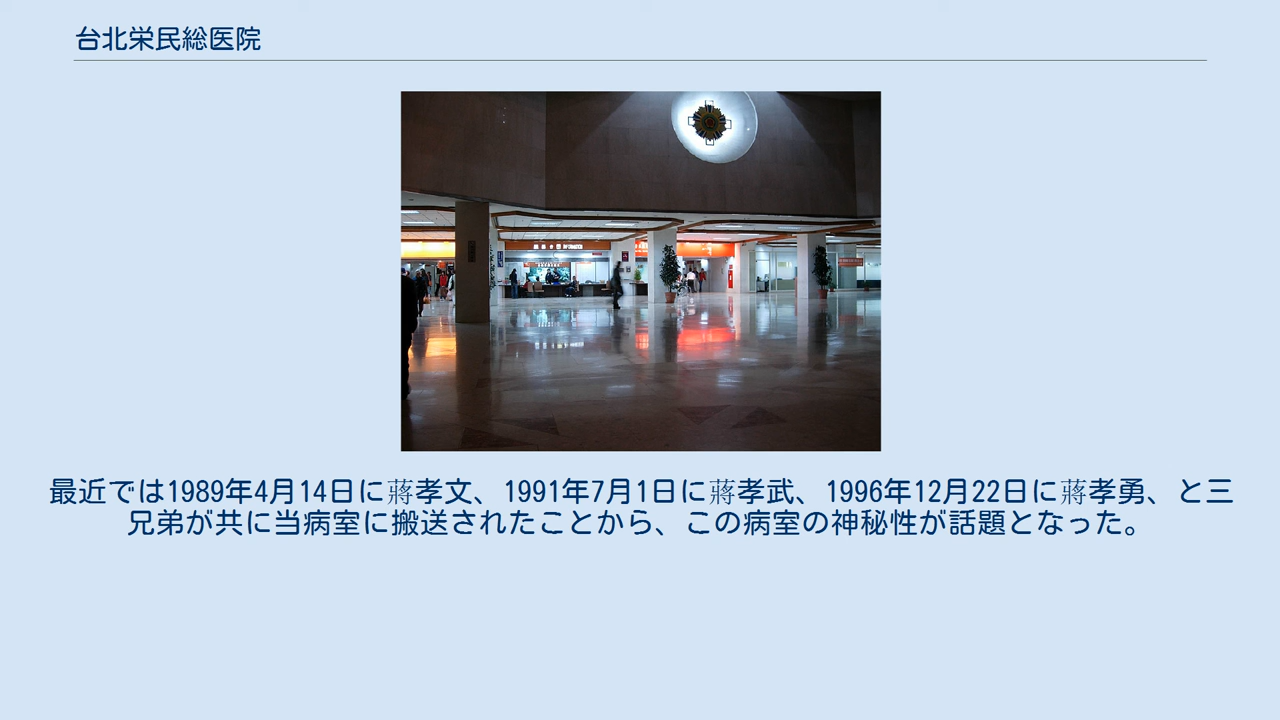 台北栄民総医院
最近では1989年4月14日に蔣孝文、1991年7月1日に蔣孝武、1996年12月22日に蔣孝勇、と三
兄弟が共に当病室に搬送されたことから、この病室の神秘性が話題となった。